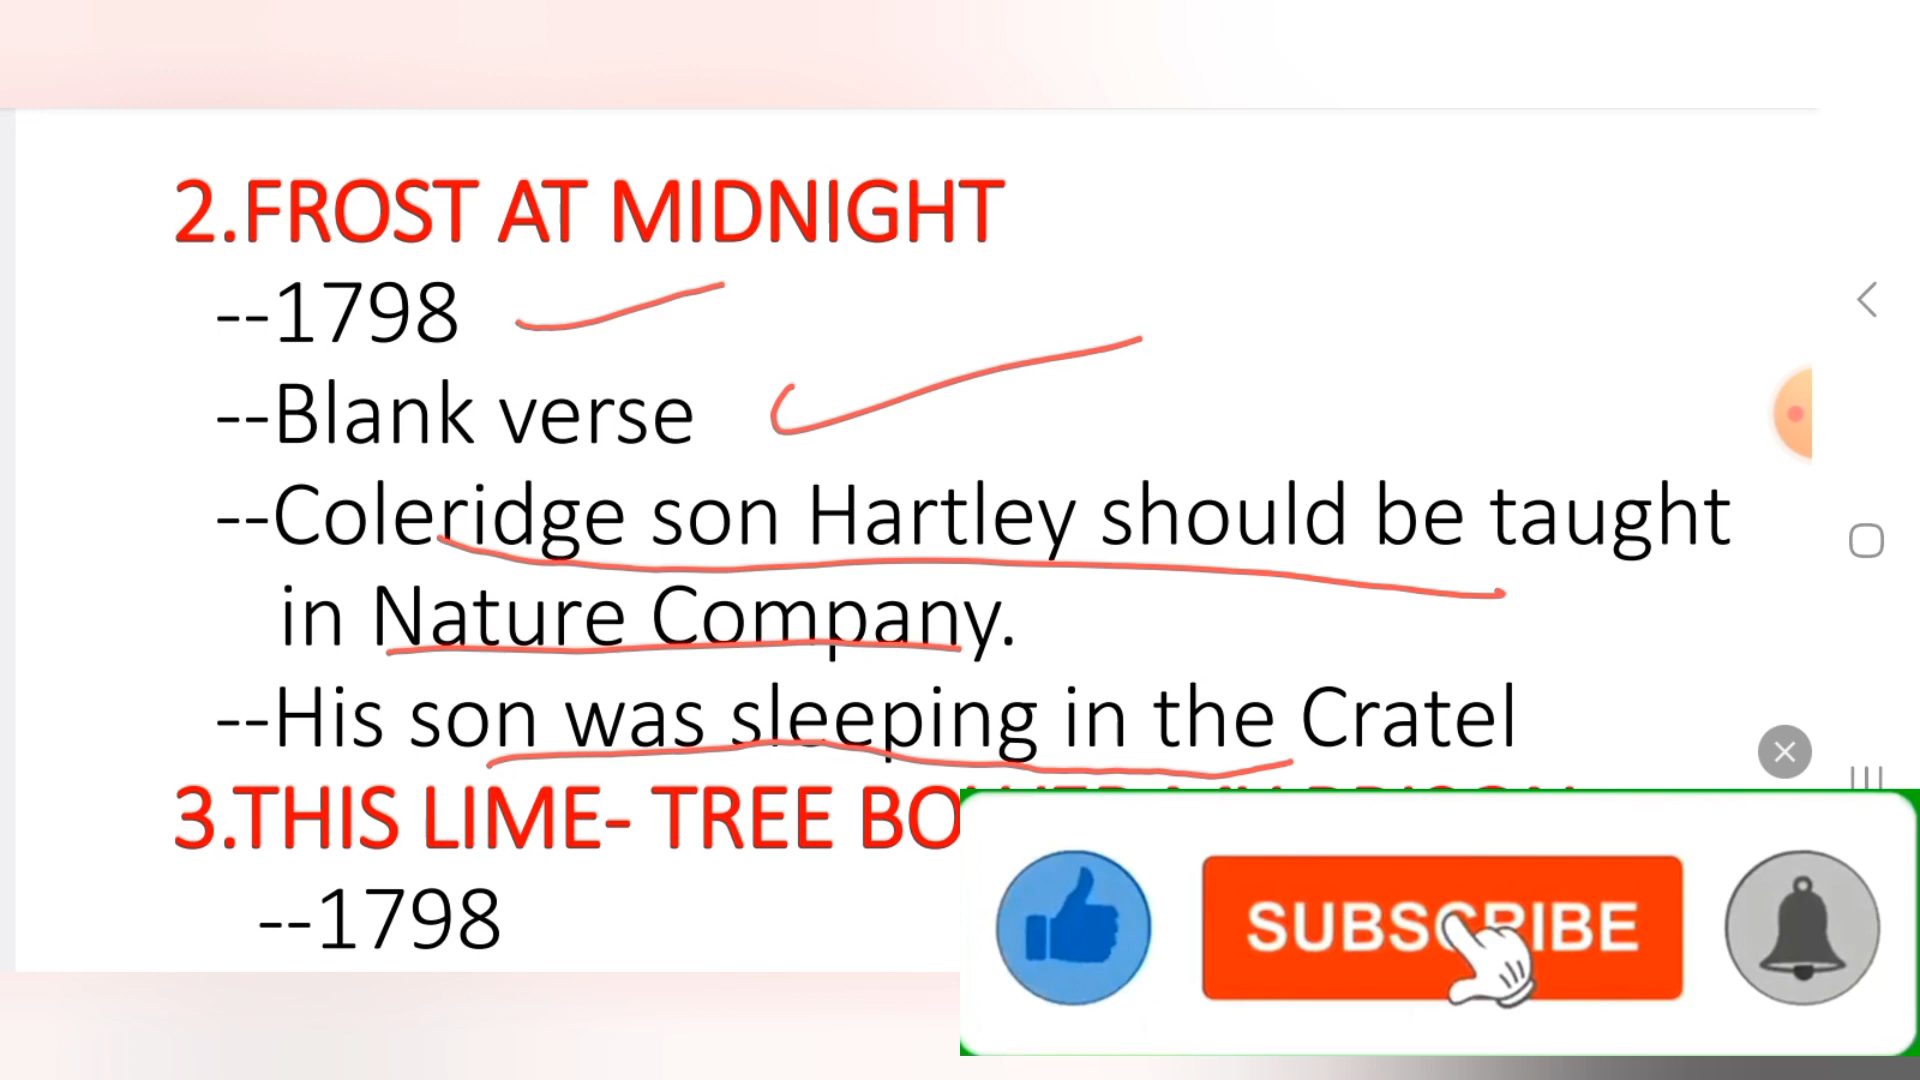 2.FROST AT MIDNIGHT
--1798
--Blank verse
--Coleridge son Hartley should be taught
in Nature Company.
--His son was sleeping in the Cratel
3.THIS LIME- TREE
--1798
SUBSCRIBE